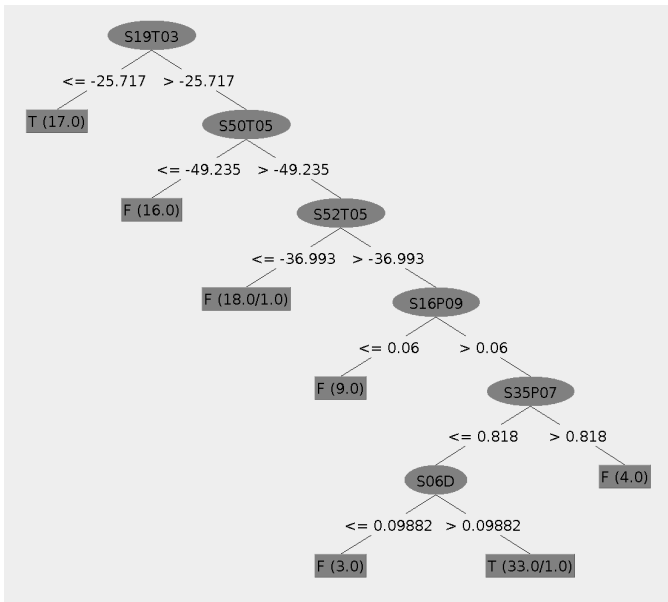 S19T03
<= -25.717 > -25.717
T (17.0)
S50T05
<= -49.235 > -49.235
F (16.0)
S52T05
<= -36.993 > -36.993
F (18.0/1.0)
S16P09
<= 0.06 > 0.06
F (9.0)
S35P07
<= 0.818 > 0.818
S06D
F (4.0)
<= 0.09882 > 0.09882
F (3.0)
T (33.0/1.0)